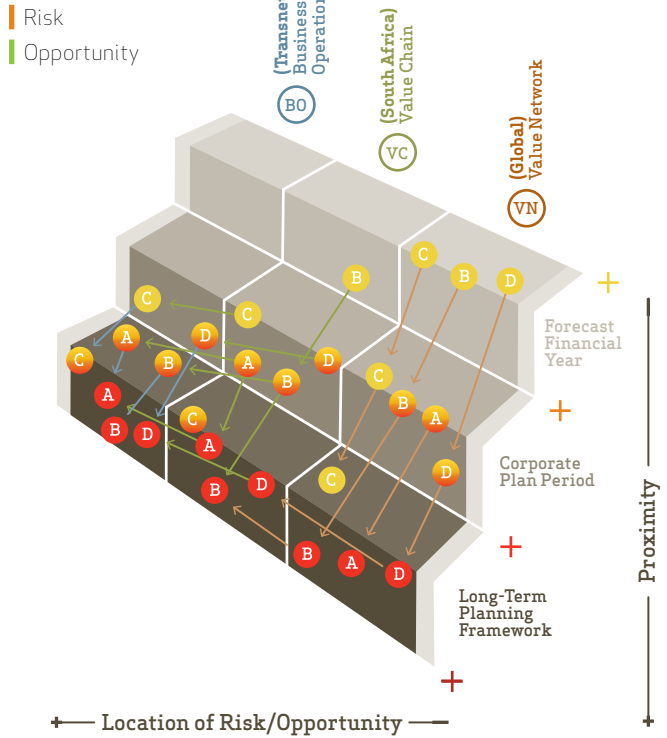 Risk
Opportunity
(Transne
Business
Operation
BO
(South Africa)
Value Chain
VC
(Global)
Value Network
VN
C
B
D
B
C
C
C
A
D
A
D
B
B
C
B
A
C
A
B
D
C
A
D
B
C
D
B
A
D
Forecast
Financial
Year
Corporate
Plan Period
Long-Term
Planning
Framework
Proximity
Location of Risk/Opportunity